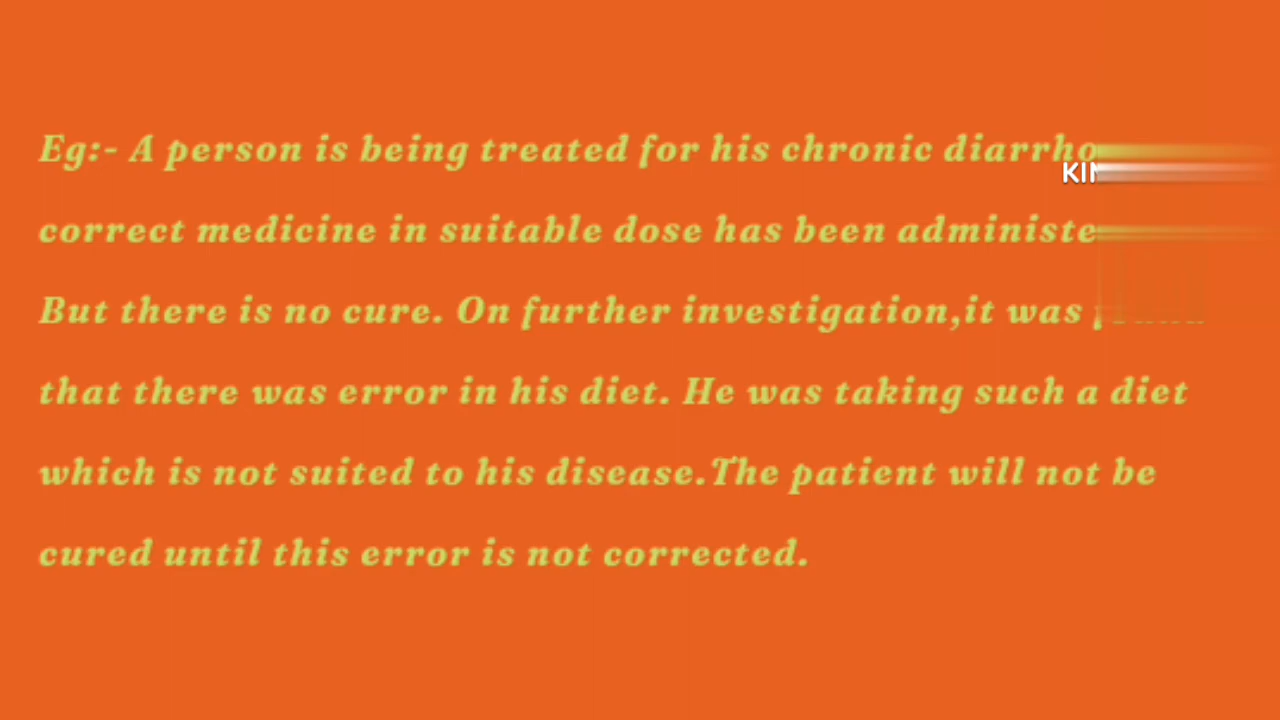 Eg:- A person is being treated for his chronic
correct medicine in suitable dose has been
But there is no cure. On further investigation,it was
that there was error in his diet. He was taking such a diet
which is not suited to his disease.The patient will not be
cured until this error is not corrected.